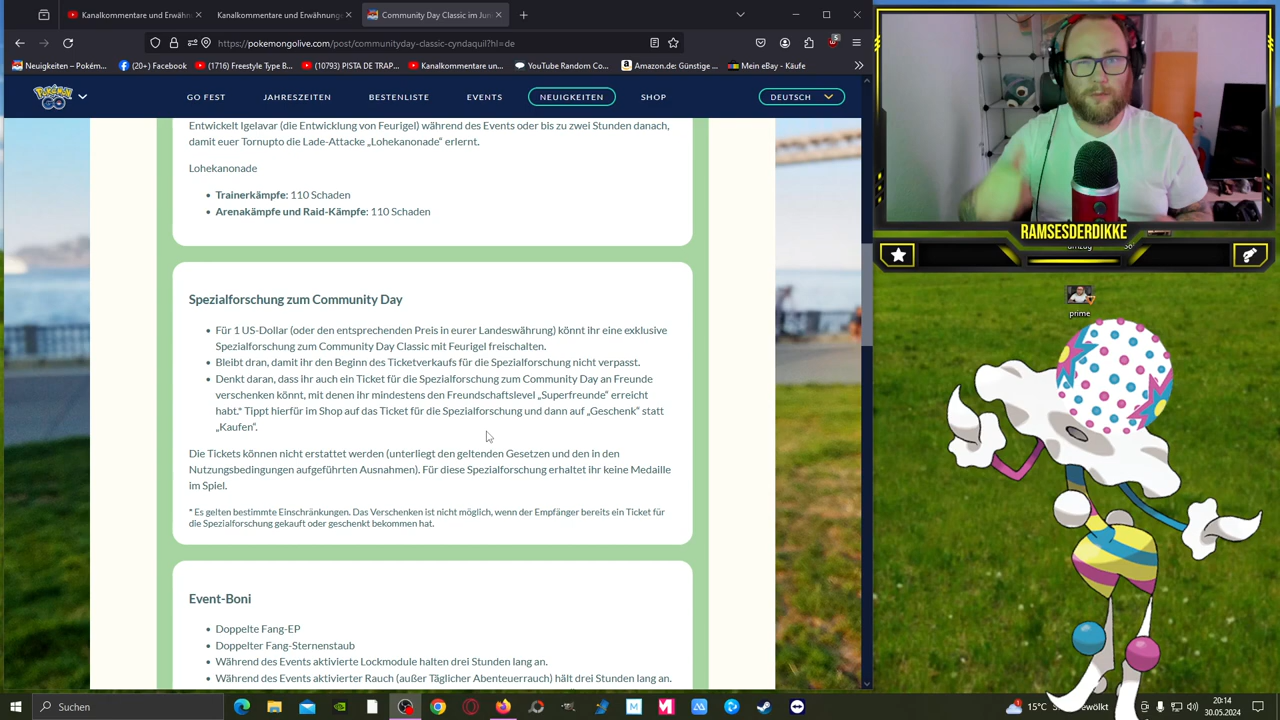 Kanalkommentare und Erwähn
Kanalkommentare und Erwähnung
Community Day Classic im Jun
https://pokemongolive.com/post/communityday-classic-cyndaquil?hl=de
5
Neuigkeiten – Pokém...
(20+) Facebook
(1716) Freestyle Type B...
(10793) PISTA DE TRAP...
Kanalkommentare un...
YouTube Random Co...
Amazon.de: Günstige ...
Mein eBay - Käufe
POKÉMON GO
GO FEST
JAHRESZEITEN
BESTENLISTE
EVENTS
NEUIGKEITEN
SHOP
DEUTSCH
Entwickelt Igelavar (die Entwicklung von Feurigel) während des Events oder bis zu zwei Stunden danach,
damit euer Tornupto die Lade-Attacke „Lohekanonade“ erlernt.
Lohekanonade
• Trainerkämpfe: 110 Schaden
• Arenakämpfe und Raid-Kämpfe: 110 Schaden
Spezialforschung zum Community Day
• Für 1 US-Dollar (oder den entsprechenden Preis in eurer Landeswährung) könnt ihr eine exklusive
Spezialforschung zum Community Day Classic mit Feurigel freischalten.
• Bleibt dran, damit ihr den Beginn des Ticketverkaufs für die Spezialforschung nicht verpasst.
• Denkt daran, dass ihr auch ein Ticket für die Spezialforschung zum Community Day an Freunde
verschenken könnt, mit denen ihr mindestens den Freundschaftslevel „Superfreunde“ erreicht
habt.* Tippt hierfür im Shop auf das Ticket für die Spezialforschung und dann auf „Geschenk“ statt
„Kaufen“.
Die Tickets können nicht erstattet werden (unterliegt den geltenden Gesetzen und den in den
Nutzungsbedingungen aufgeführten Ausnahmen). Für diese Spezialforschung erhaltet ihr keine Medaille
im Spiel.
* Es gelten bestimmte Einschränkungen. Das Verschenken ist nicht möglich, wenn der Empfänger bereits ein Ticket für
die Spezialforschung gekauft oder geschenkt bekommen hat.
Event-Boni
• Doppelte Fang-EP
• Doppelter Fang-Sternenstaub
• Während des Events aktivierte Lockmodule halten drei Stunden lang an.
• Während des Events aktivierter Rauch (außer Täglicher Abenteuerrauch) hält drei Stunden lang an.
RAMSESDERDIKKE
prime
Suchen
15°C
20:14
30.05.2024